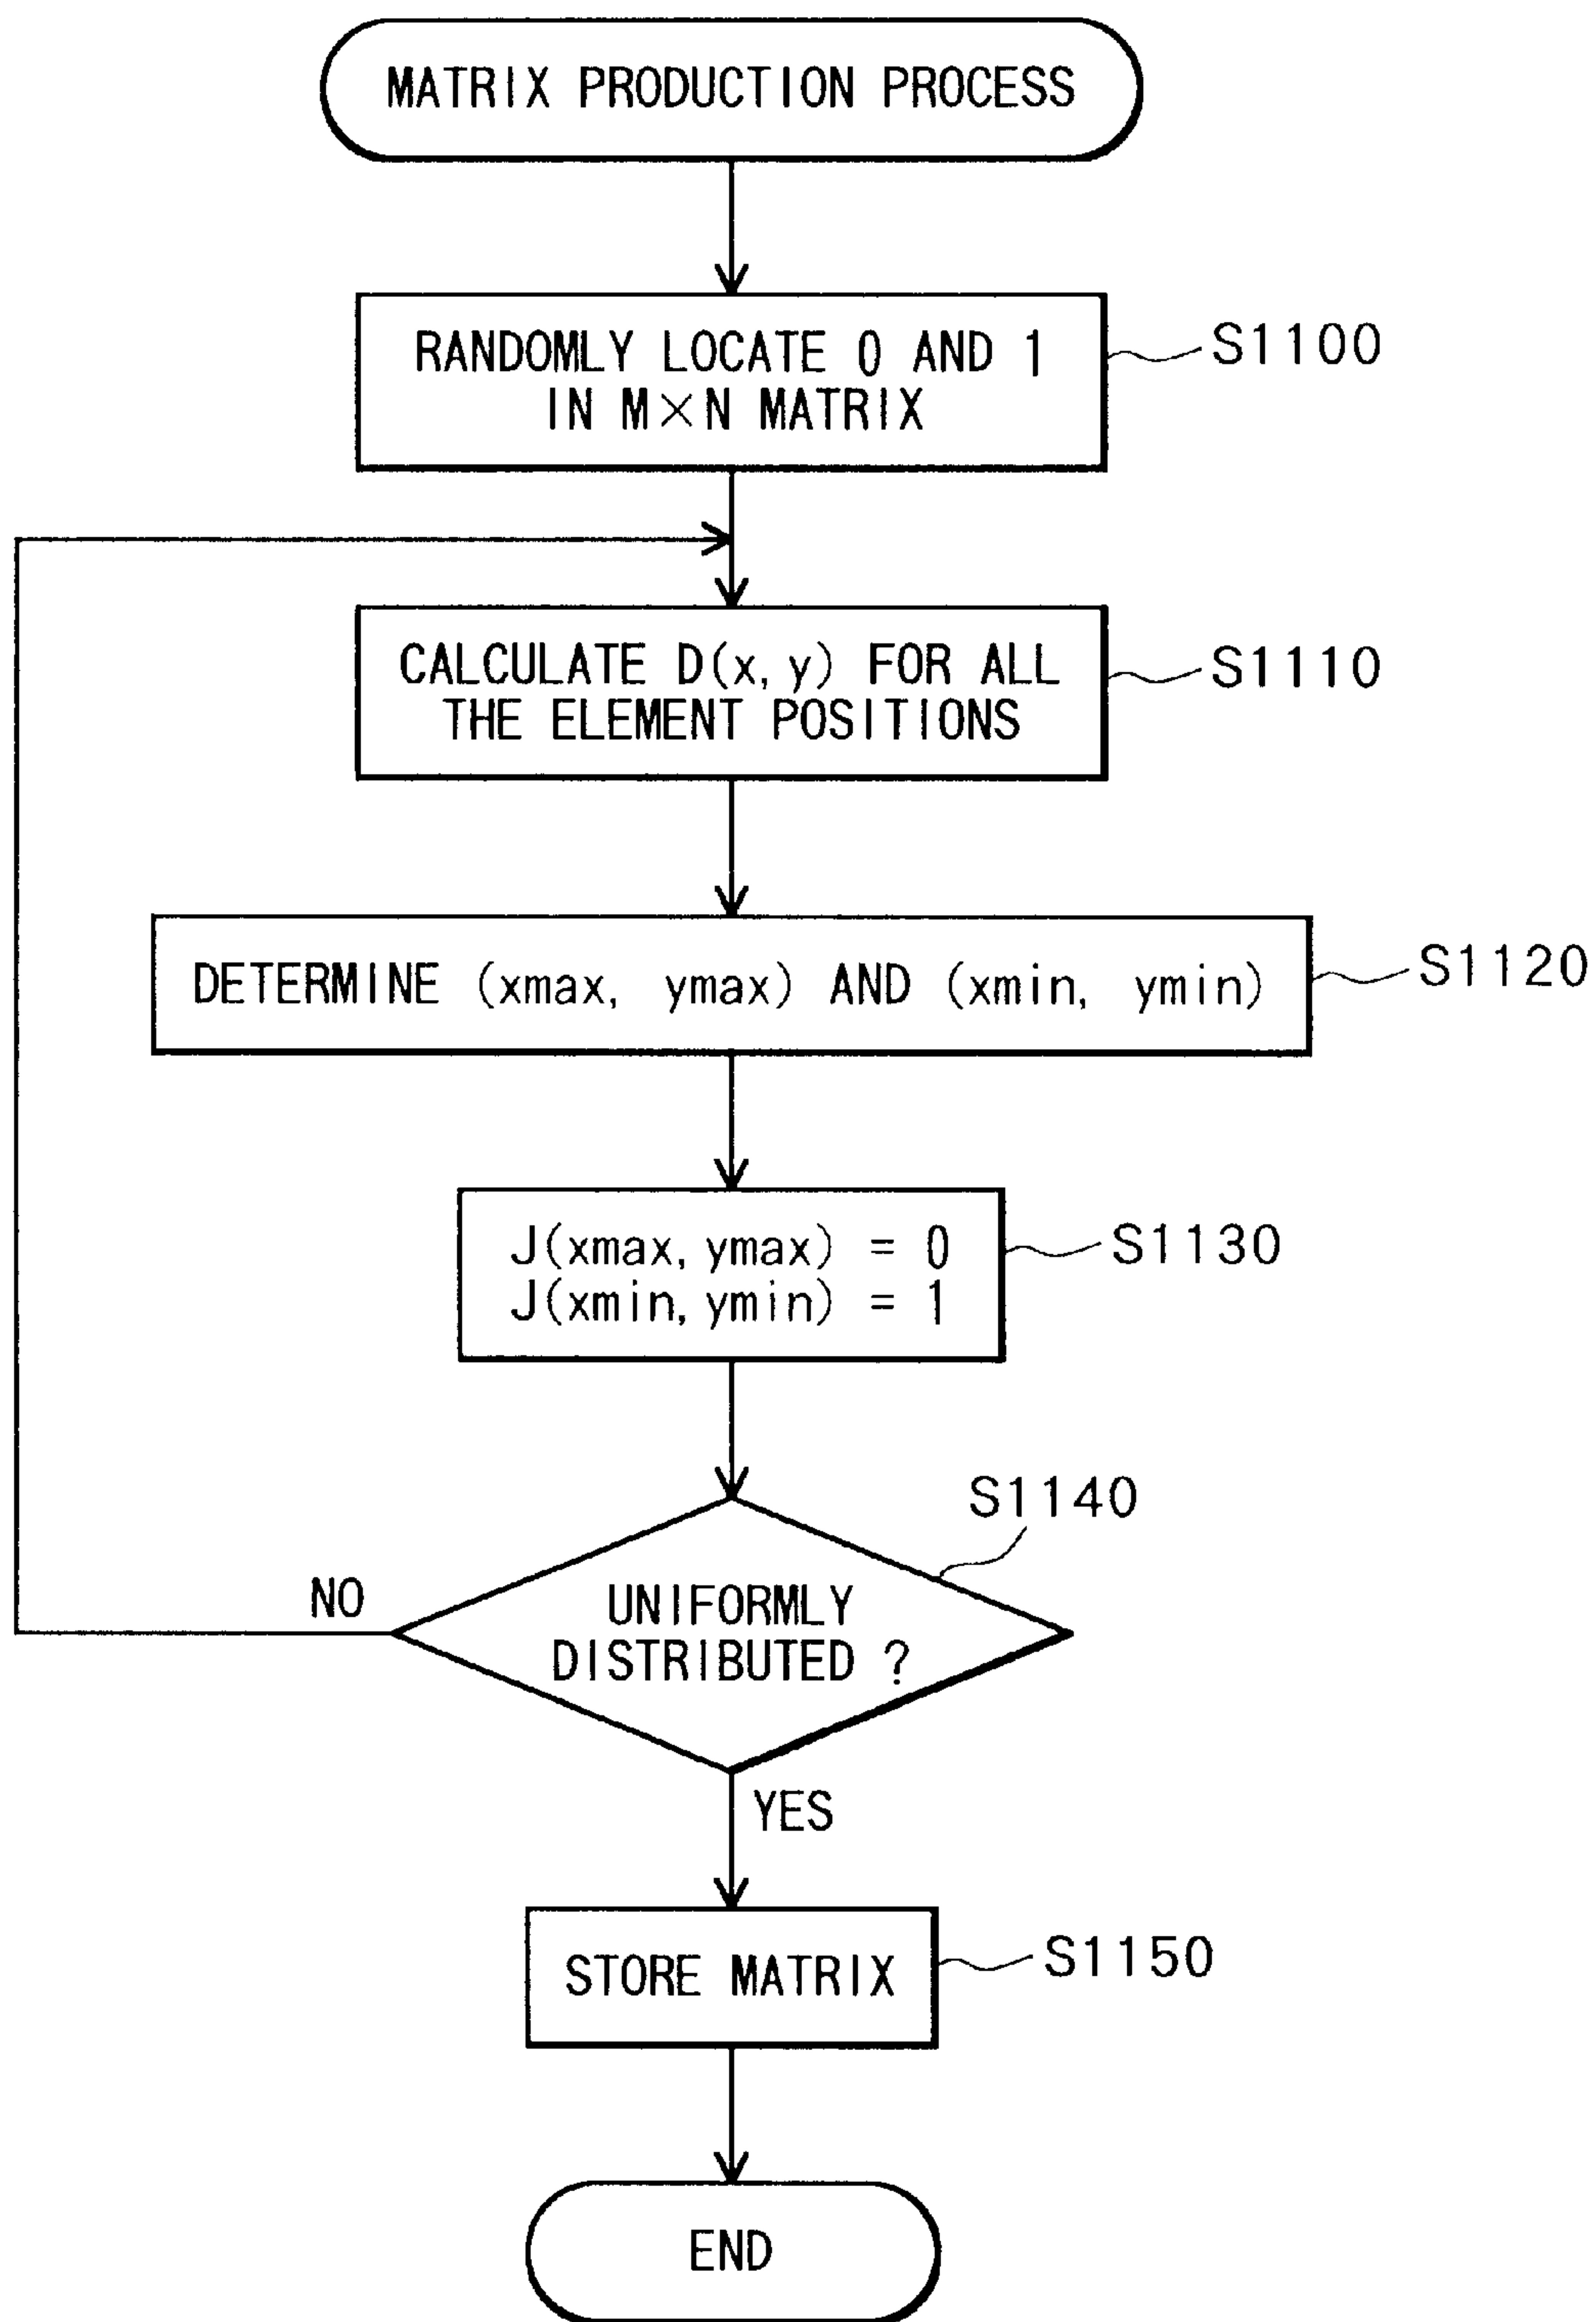 MATRIX PRODUCTION PROCESS
RANDOMLY LOCATE 0 AND 1
IN M×N MATRIX
S1100
CALCULATE D(x, y) FOR ALL
THE ELEMENT POSITIONS
S1110
DETERMINE (xmax, ymax) AND (xmin, ymin)
S1120
J(xmax, ymax) = 0
J(xmin, ymin) = 1
S1130
S1140
UNIFORMLY
DISTRIBUTED ?
NO
YES
STORE MATRIX
S1150
END